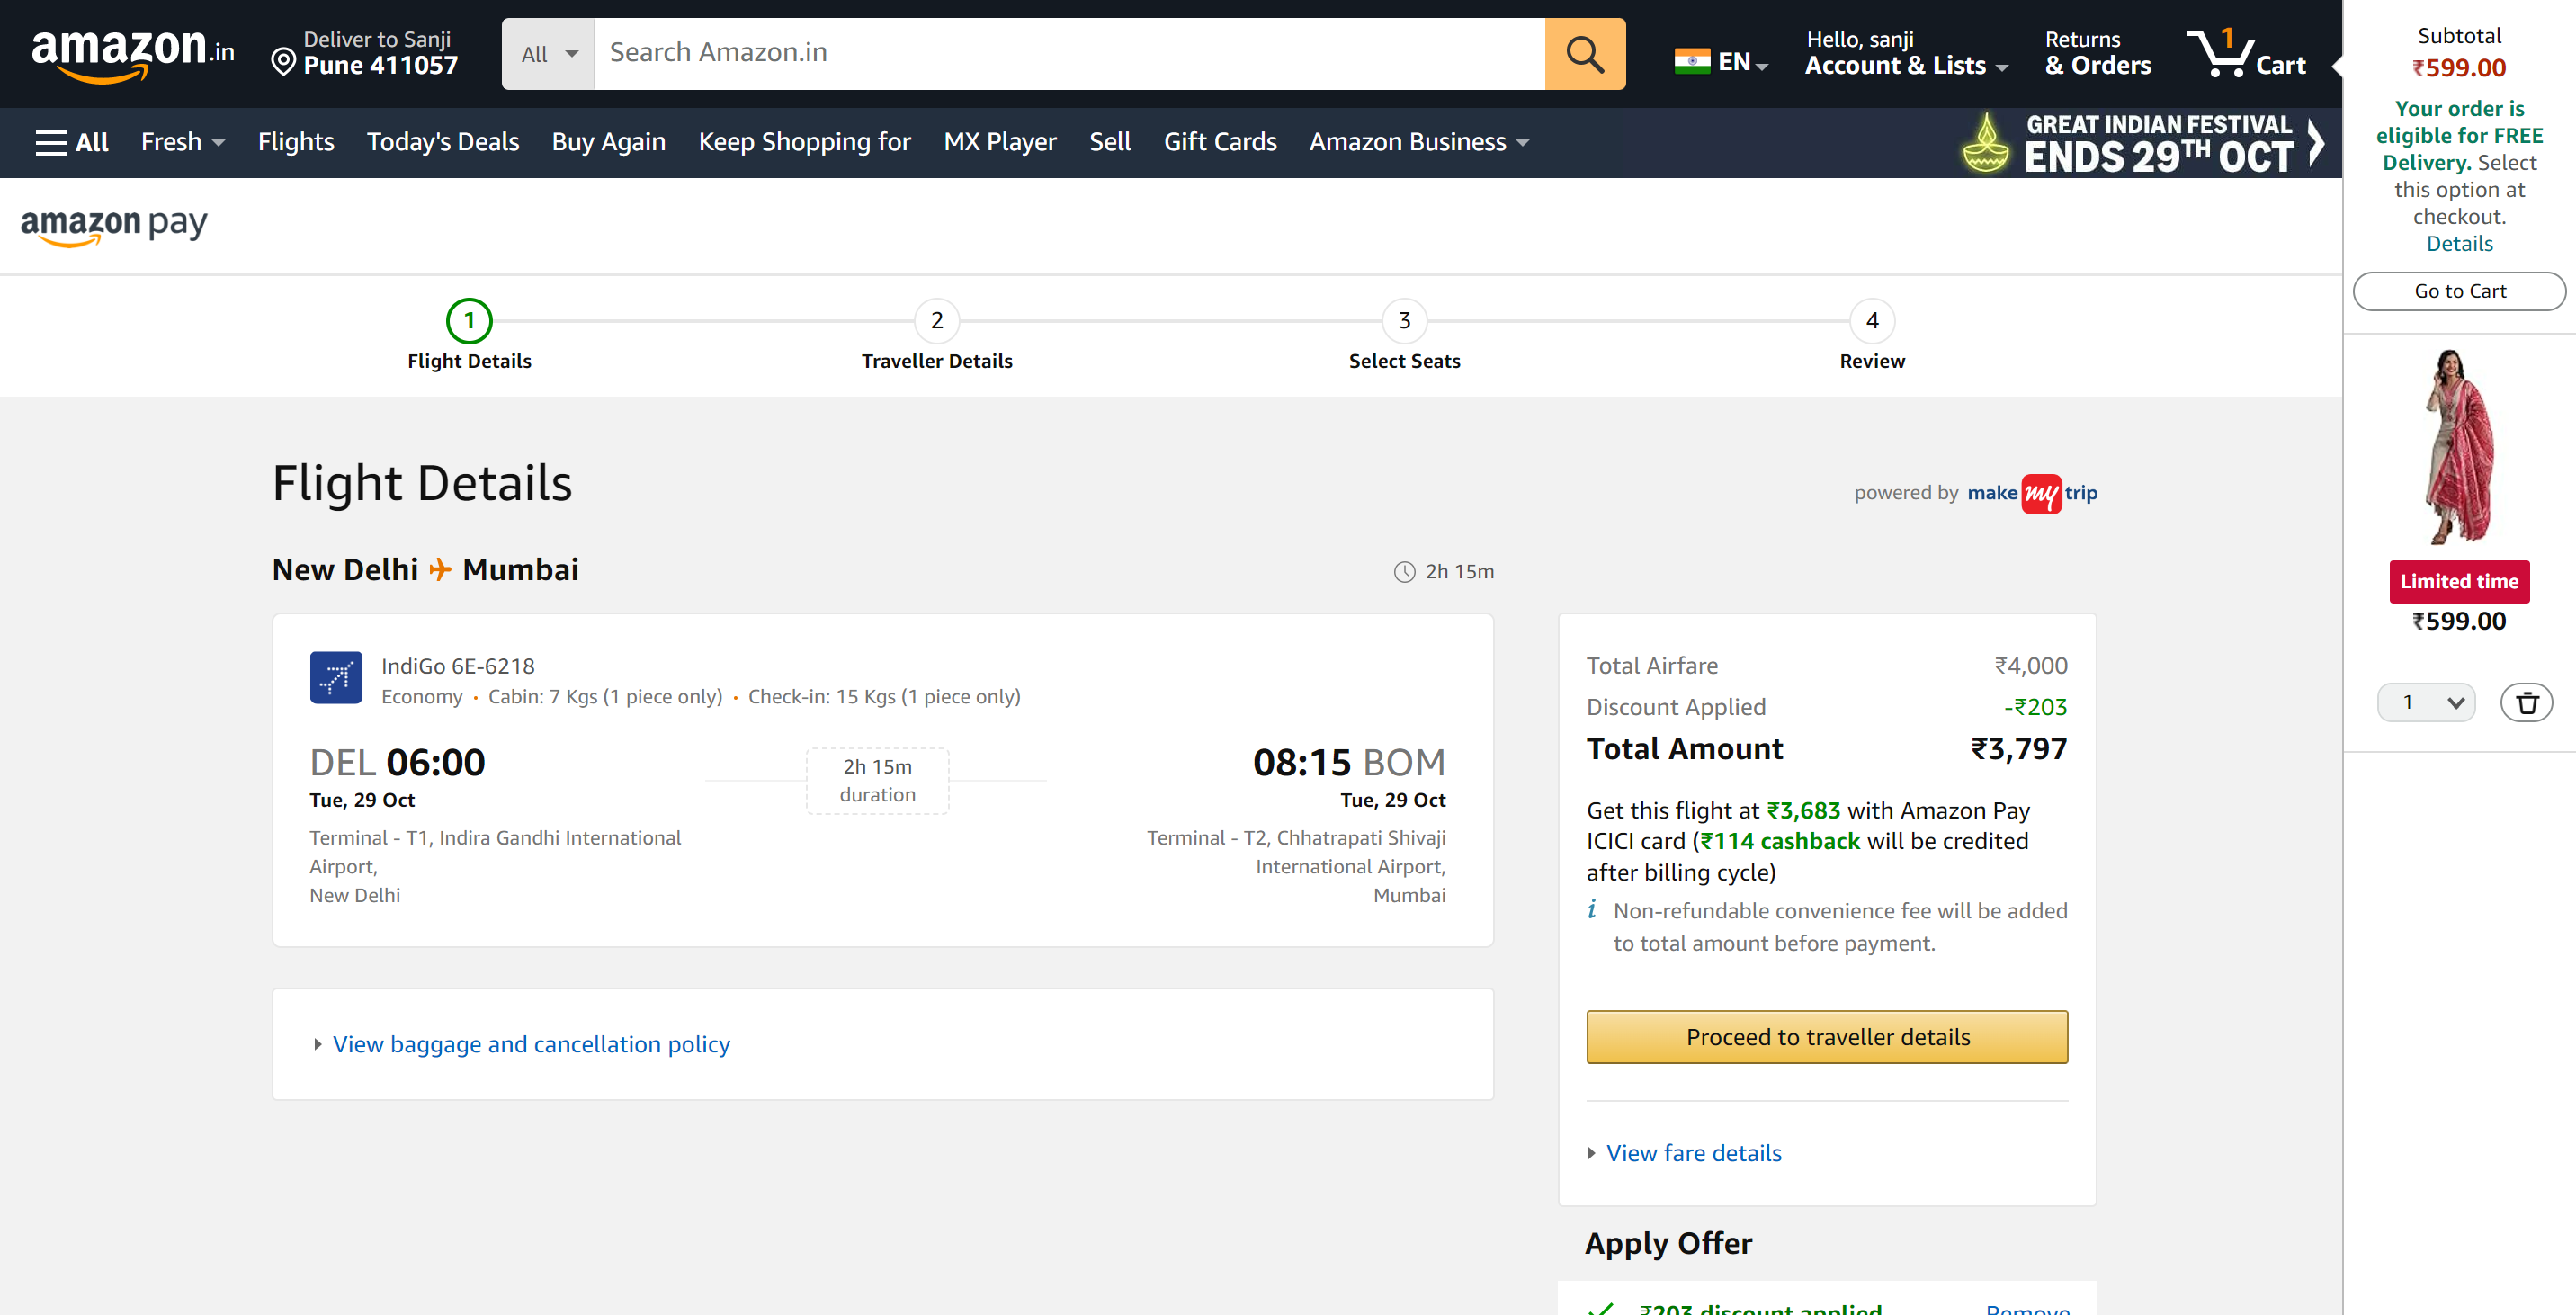 amazon.in
Deliver to Sanji
Pune 411057
All
Search Amazon.in
EN
Hello, sanji
Account & Lists
Returns
& Orders
1
Cart
All
Fresh
Flights
Today's Deals
Buy Again
Keep Shopping for
MX Player
Sell
Gift Cards
Amazon Business
GREAT INDIAN FESTIVAL
ENDS 29TH OCT
Subtotal
₹599.00
Your order is
eligible for FREE
Delivery. Select
this option at
checkout.
Details
Go to Cart
Limited time
₹599.00
1
amazon pay
1
Flight Details
2
Traveller Details
3
Select Seats
4
Review
Flight Details
powered by make my trip
New Delhi Mumbai
2h 15m
IndiGo 6E-6218
Economy • Cabin: 7 Kgs (1 piece only) • Check-in: 15 Kgs (1 piece only)
DEL 06:00
Tue, 29 Oct
Terminal - T1, Indira Gandhi International
Airport,
New Delhi
2h 15m
duration
08:15 BOM
Tue, 29 Oct
Terminal - T2, Chhatrapati Shivaji
International Airport,
Mumbai
View baggage and cancellation policy
Total Airfare ₹4,000
Discount Applied -₹203
Total Amount ₹3,797
Get this flight at ₹3,683 with Amazon Pay
ICICI card (₹114 cashback will be credited
after billing cycle)
i Non-refundable convenience fee will be added
to total amount before payment.
Proceed to traveller details
View fare details
Apply Offer
₹203 discount applied Remove